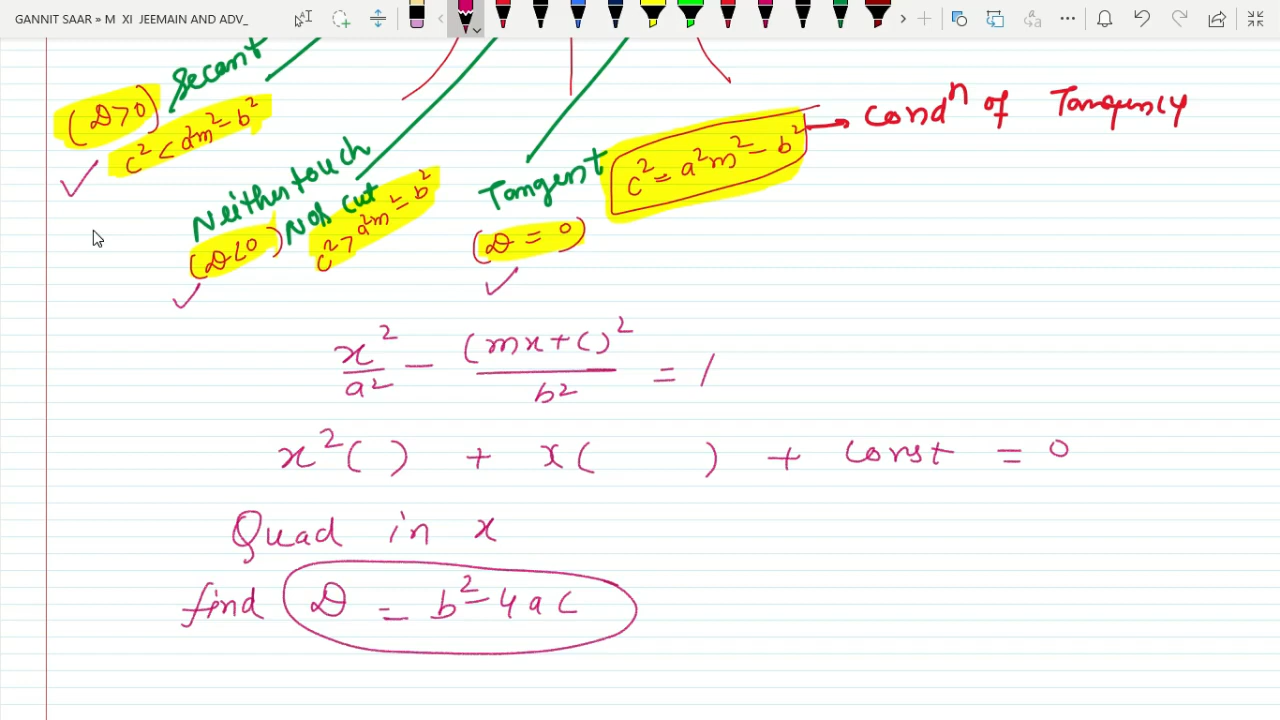 GANNIT SAAR » M XI JEEMAIN AND ADV_
Secant
(D>0)
c² < a²m² - b²
Neither touch
Not cut
(D<0)
c² > a²m² - b²
Tangent
(D = 0)
c² = a²m² - b² → condⁿ of Tangency
x²/a² - (mx+c)²/b² = 1
x²( ) + x( ) + const = 0
Quad in x
find D = b² - 4ac